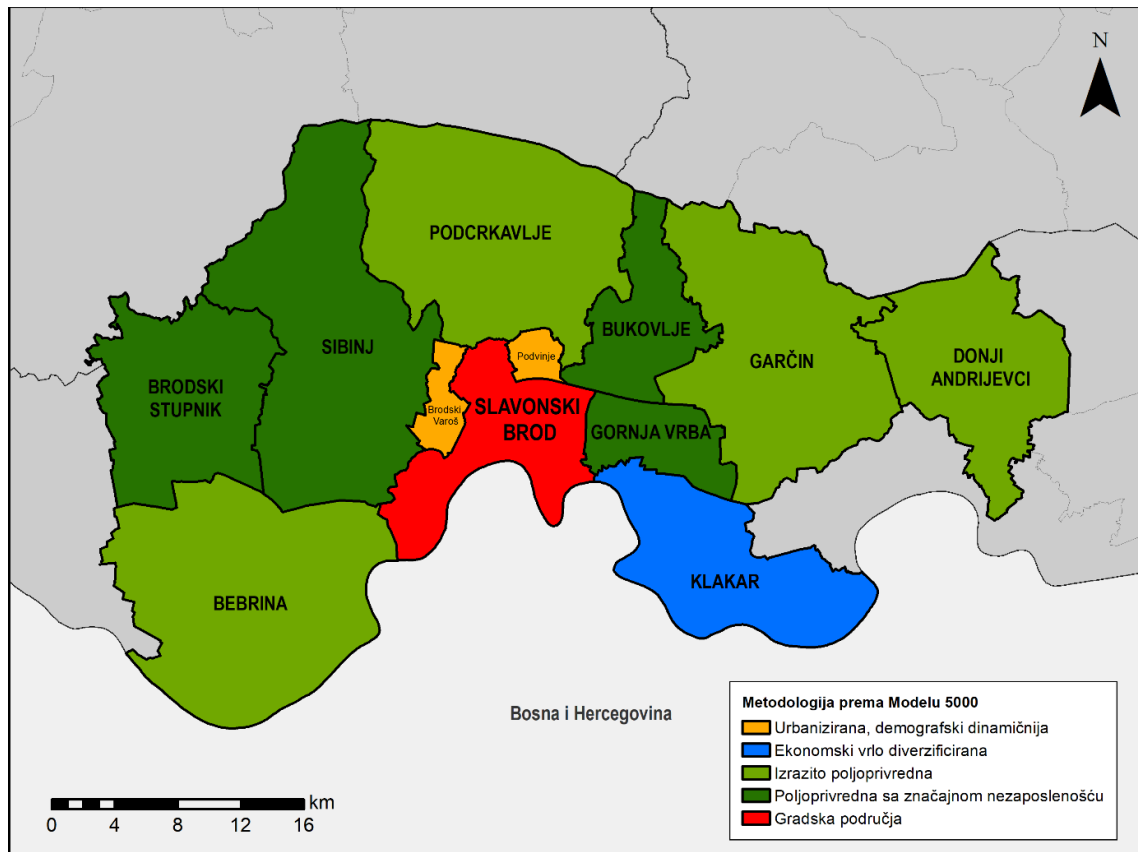 N
PODCRKAVLJE
SIBINJ
BUKOVLJE
Podvinje
GARČIN
DONJI
ANDRIJEVCI
BRODSKI
STUPNIK
Brodski
Varoš
SLAVONSKI
BROD
GORNJA VRBA
KLAKAR
BEBRINA
Bosna i Hercegovina
Metodologija prema Modelu 5000
Urbanizirana, demografski dinamičnija
Ekonomski vrlo diverzificirana
Izrazito poljoprivredna
Poljoprivredna sa značajnom nezaposlenošću
Gradska područja
km
0 4 8 12 16